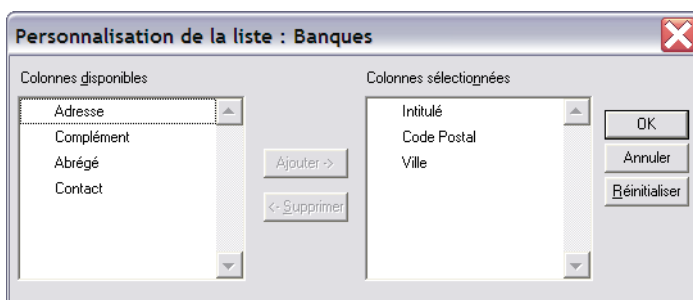 Personnalisation de la liste : Banques
Colonnes disponibles
Adresse
Complément
Abrégé
Contact
Ajouter ->
<- Supprimer
Colonnes sélectionnées
Intitulé
Code Postal
Ville
OK
Annuler
Réinitialiser